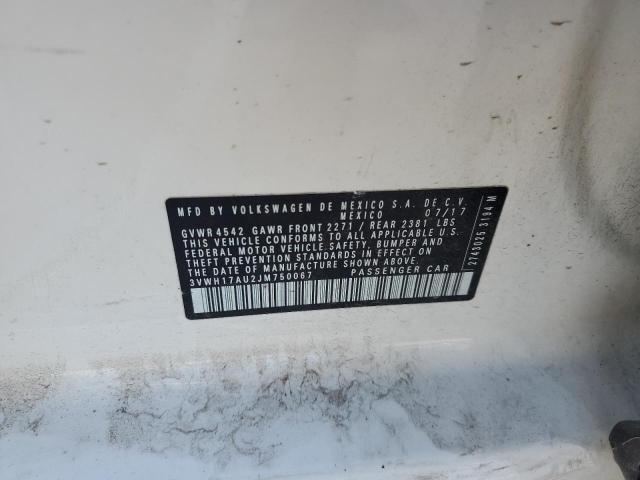 MFD BY VOLKSWAGEN DE MEXICO S.A. DE C.V.
MEXICO 07/17
GVWR 4542 GAWR FRONT 2271 / REAR 2381 LBS
THIS VEHICLE CONFORMS TO ALL APPLICABLE U.S.
FEDERAL MOTOR VEHICLE SAFETY, BUMPER AND
THEFT PREVENTION STANDARDS IN EFFECT ON
THE DATE OF MANUFACTURE SHOWN ABOVE.
3VWH17AU2JM750067 PASSENGER CAR
2743025 3194 M